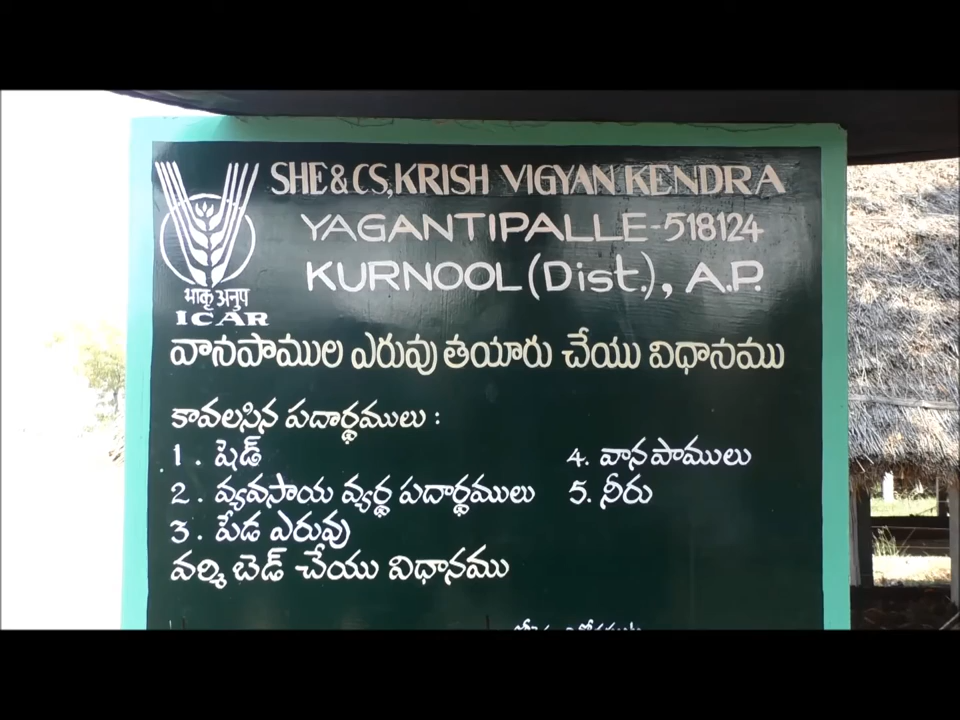 SHE & CS, KRISH VIGYAN KENDRA
YAGANTIPALLE - 518124
KURNOOL (Dist.), A.P.
भाकृअनुप
ICAR
వానపాముల ఎరువు తయారు చేయు విధానము
కావలసిన పదార్థములు :
1 . షెడ్
2 . వ్యవసాయ వ్యర్థ పదార్థములు
3 . పేడ ఎరువు
4. వానపాములు
5. నీరు
వర్మి బెడ్ చేయు విధానము